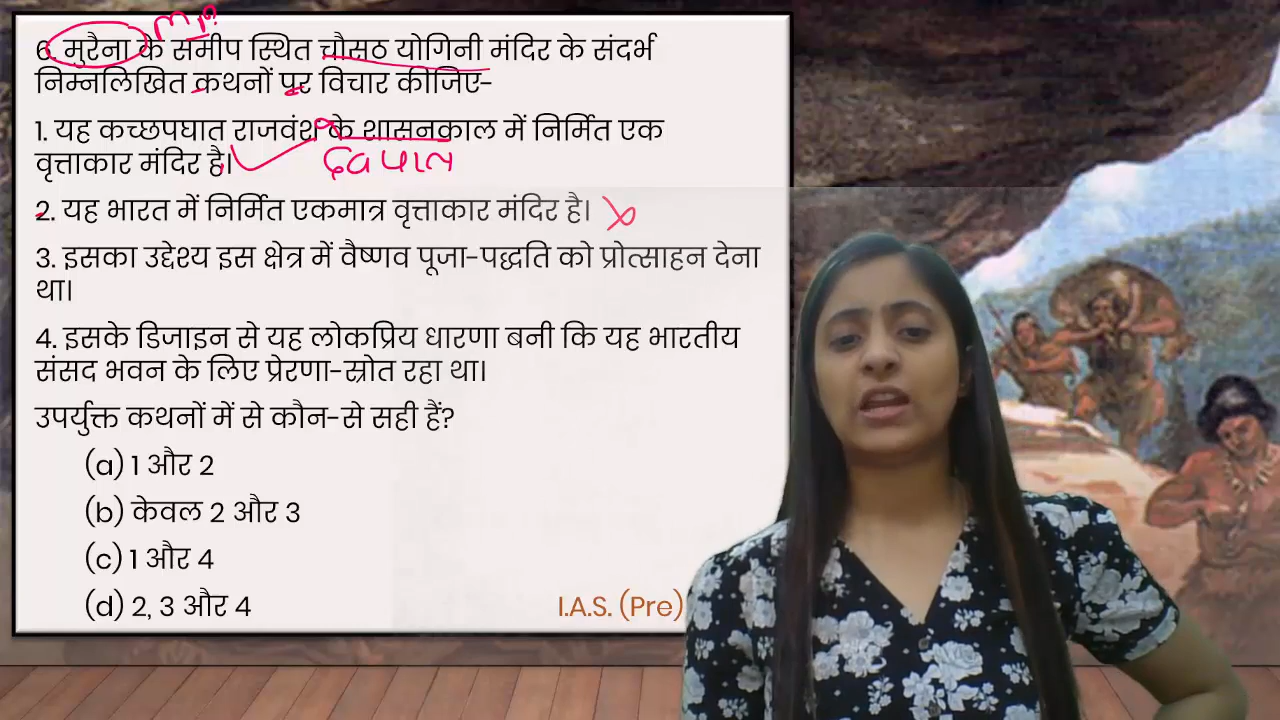 M.P.
6. मुरैना के समीप स्थित चौसठ योगिनी मंदिर के संदर्भ
निम्नलिखित कथनों पर विचार कीजिए-
1. यह कच्छपघात राजवंश के शासनकाल में निर्मित एक
वृत्ताकार मंदिर है।
देवपाल
2. यह भारत में निर्मित एकमात्र वृत्ताकार मंदिर है।
3. इसका उद्देश्य इस क्षेत्र में वैष्णव पूजा-पद्धति को प्रोत्साहन देना
था।
4. इसके डिजाइन से यह लोकप्रिय धारणा बनी कि यह भारतीय
संसद भवन के लिए प्रेरणा-स्रोत रहा था।
उपर्युक्त कथनों में से कौन-से सही हैं?
(a) 1 और 2
(b) केवल 2 और 3
(c) 1 और 4
(d) 2, 3 और 4
I.A.S. (Pre)